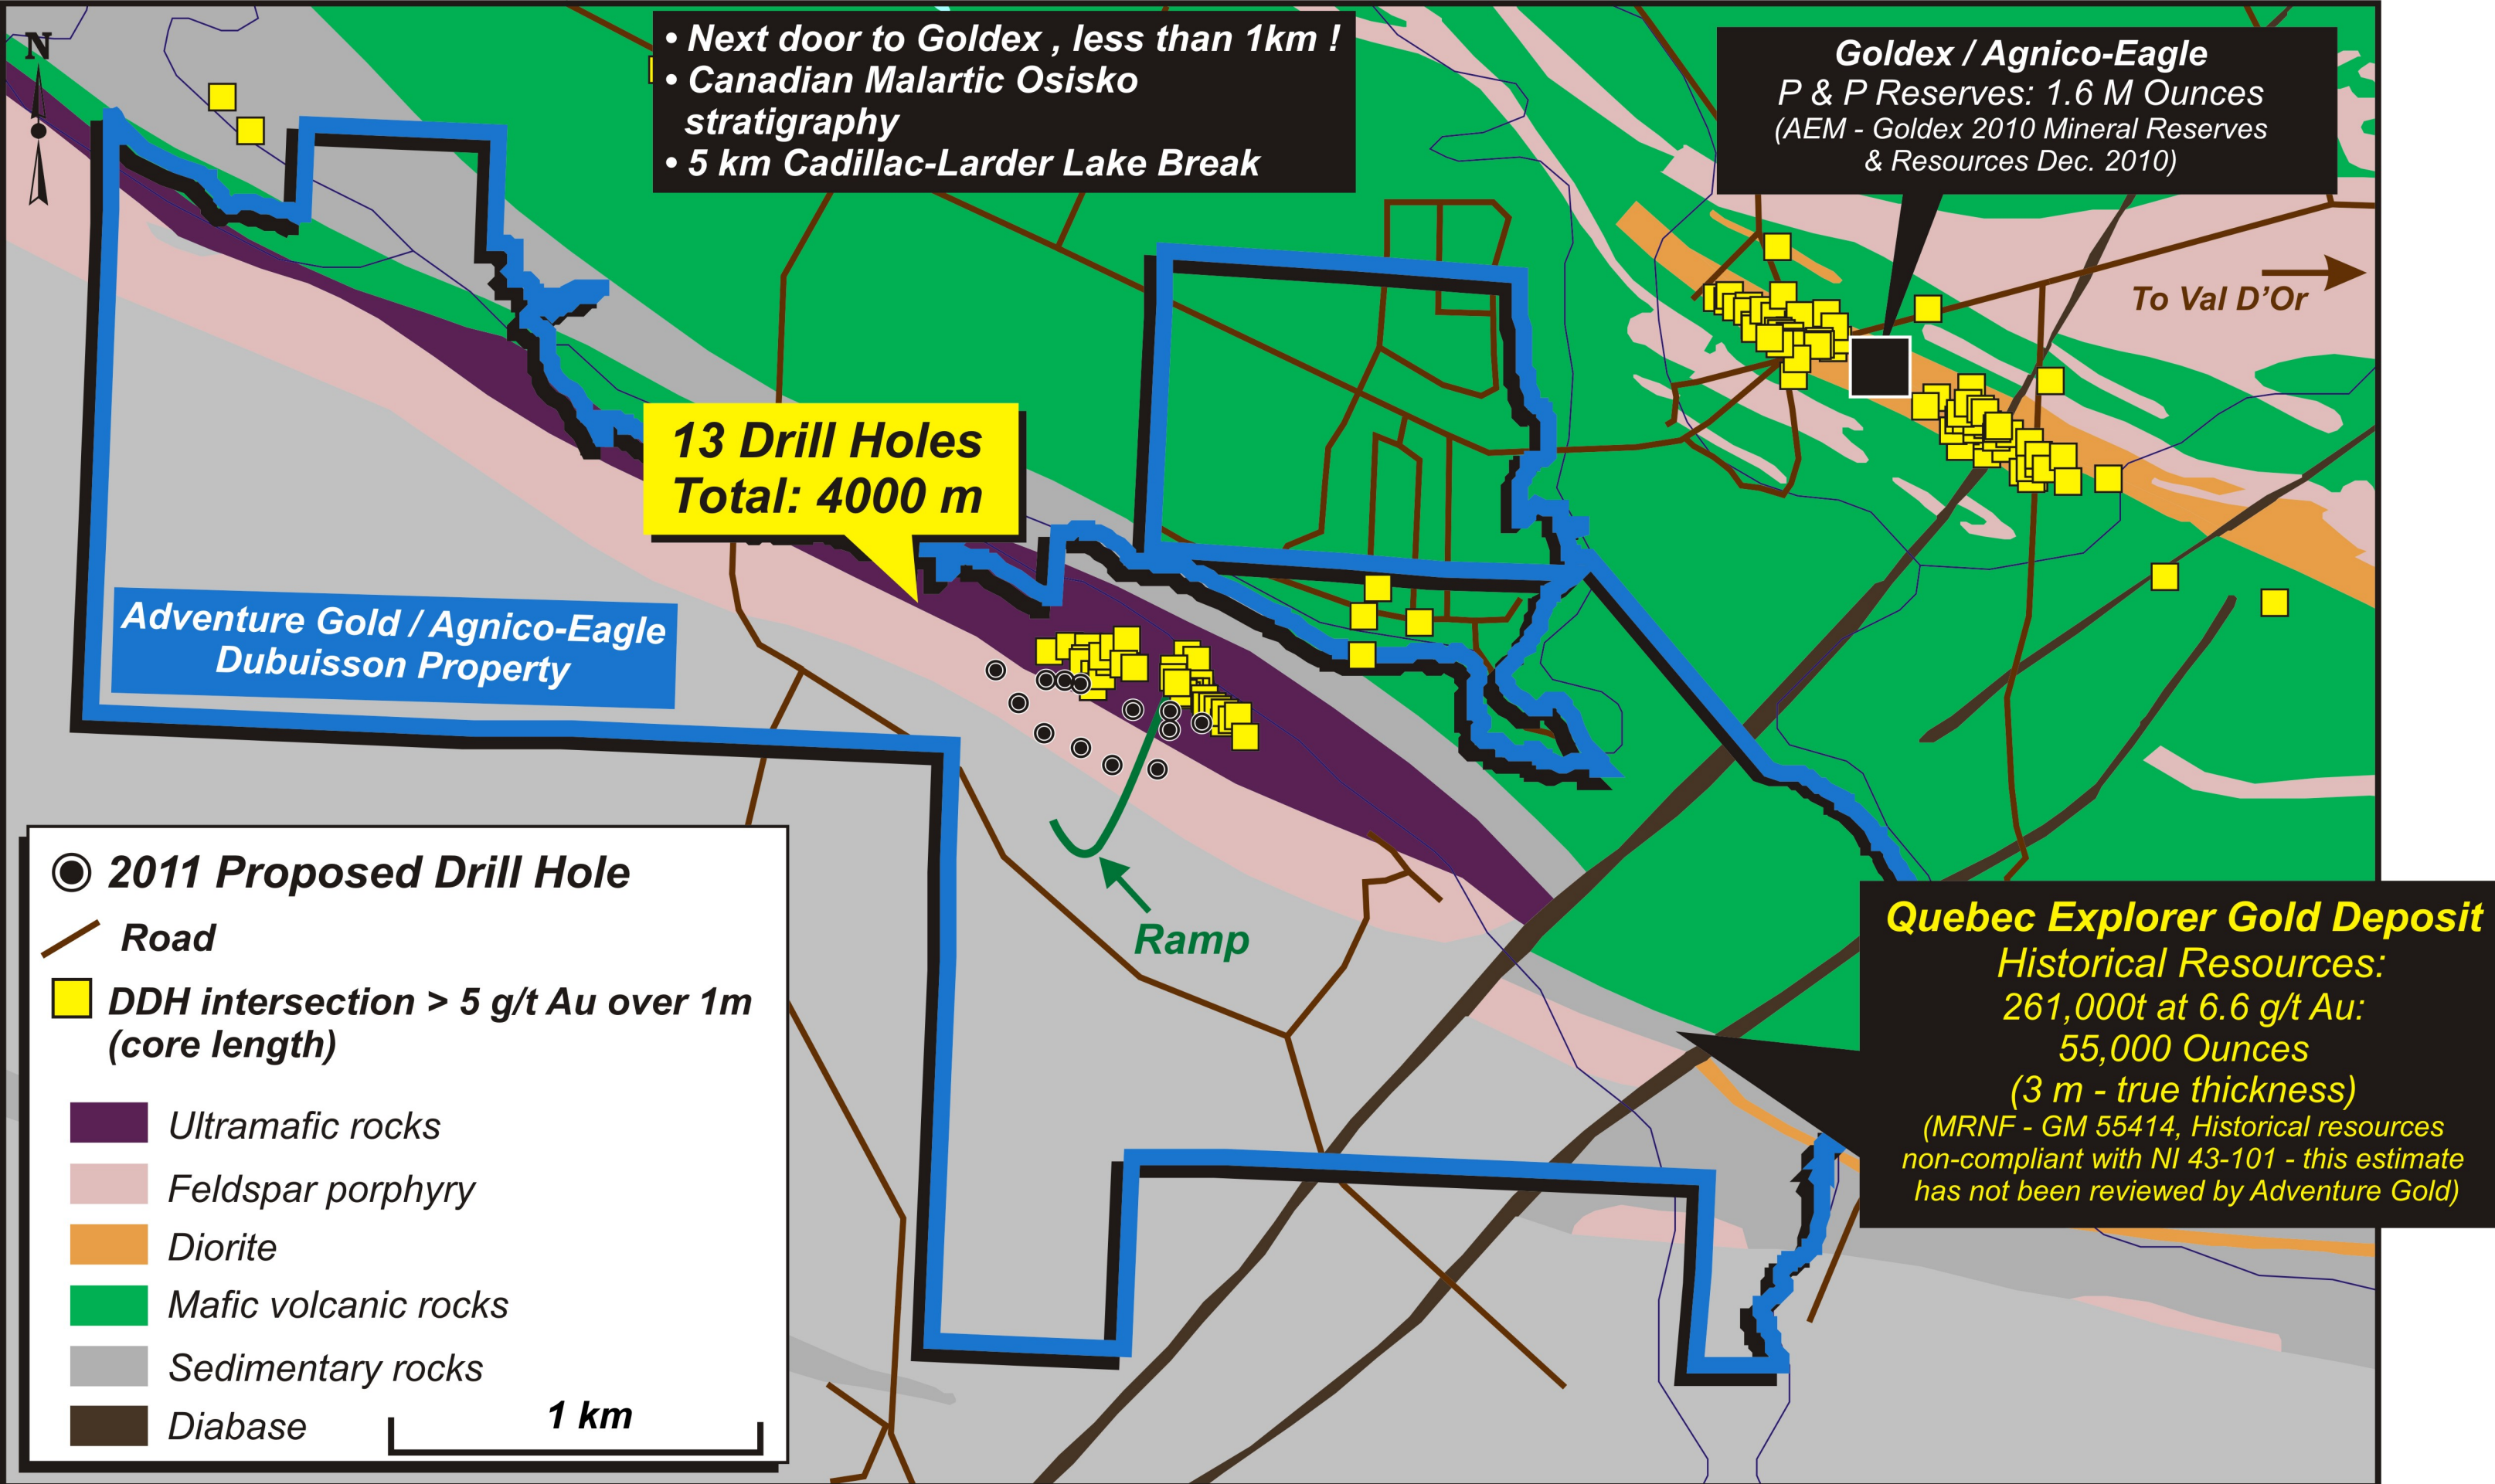 N
• Next door to Goldex , less than 1km !
• Canadian Malartic Osisko
stratigraphy
• 5 km Cadillac-Larder Lake Break
Goldex / Agnico-Eagle
P & P Reserves: 1.6 M Ounces
(AEM - Goldex 2010 Mineral Reserves
& Resources Dec. 2010)
To Val D’Or
13 Drill Holes
Total: 4000 m
Adventure Gold / Agnico-Eagle
Dubuisson Property
Ramp
2011 Proposed Drill Hole
Road
DDH intersection > 5 g/t Au over 1m
(core length)
Ultramafic rocks
Feldspar porphyry
Diorite
Mafic volcanic rocks
Sedimentary rocks
Diabase
1 km
Quebec Explorer Gold Deposit
Historical Resources:
261,000t at 6.6 g/t Au:
55,000 Ounces
(3 m - true thickness)
(MRNF - GM 55414, Historical resources
non-compliant with NI 43-101 - this estimate
has not been reviewed by Adventure Gold)